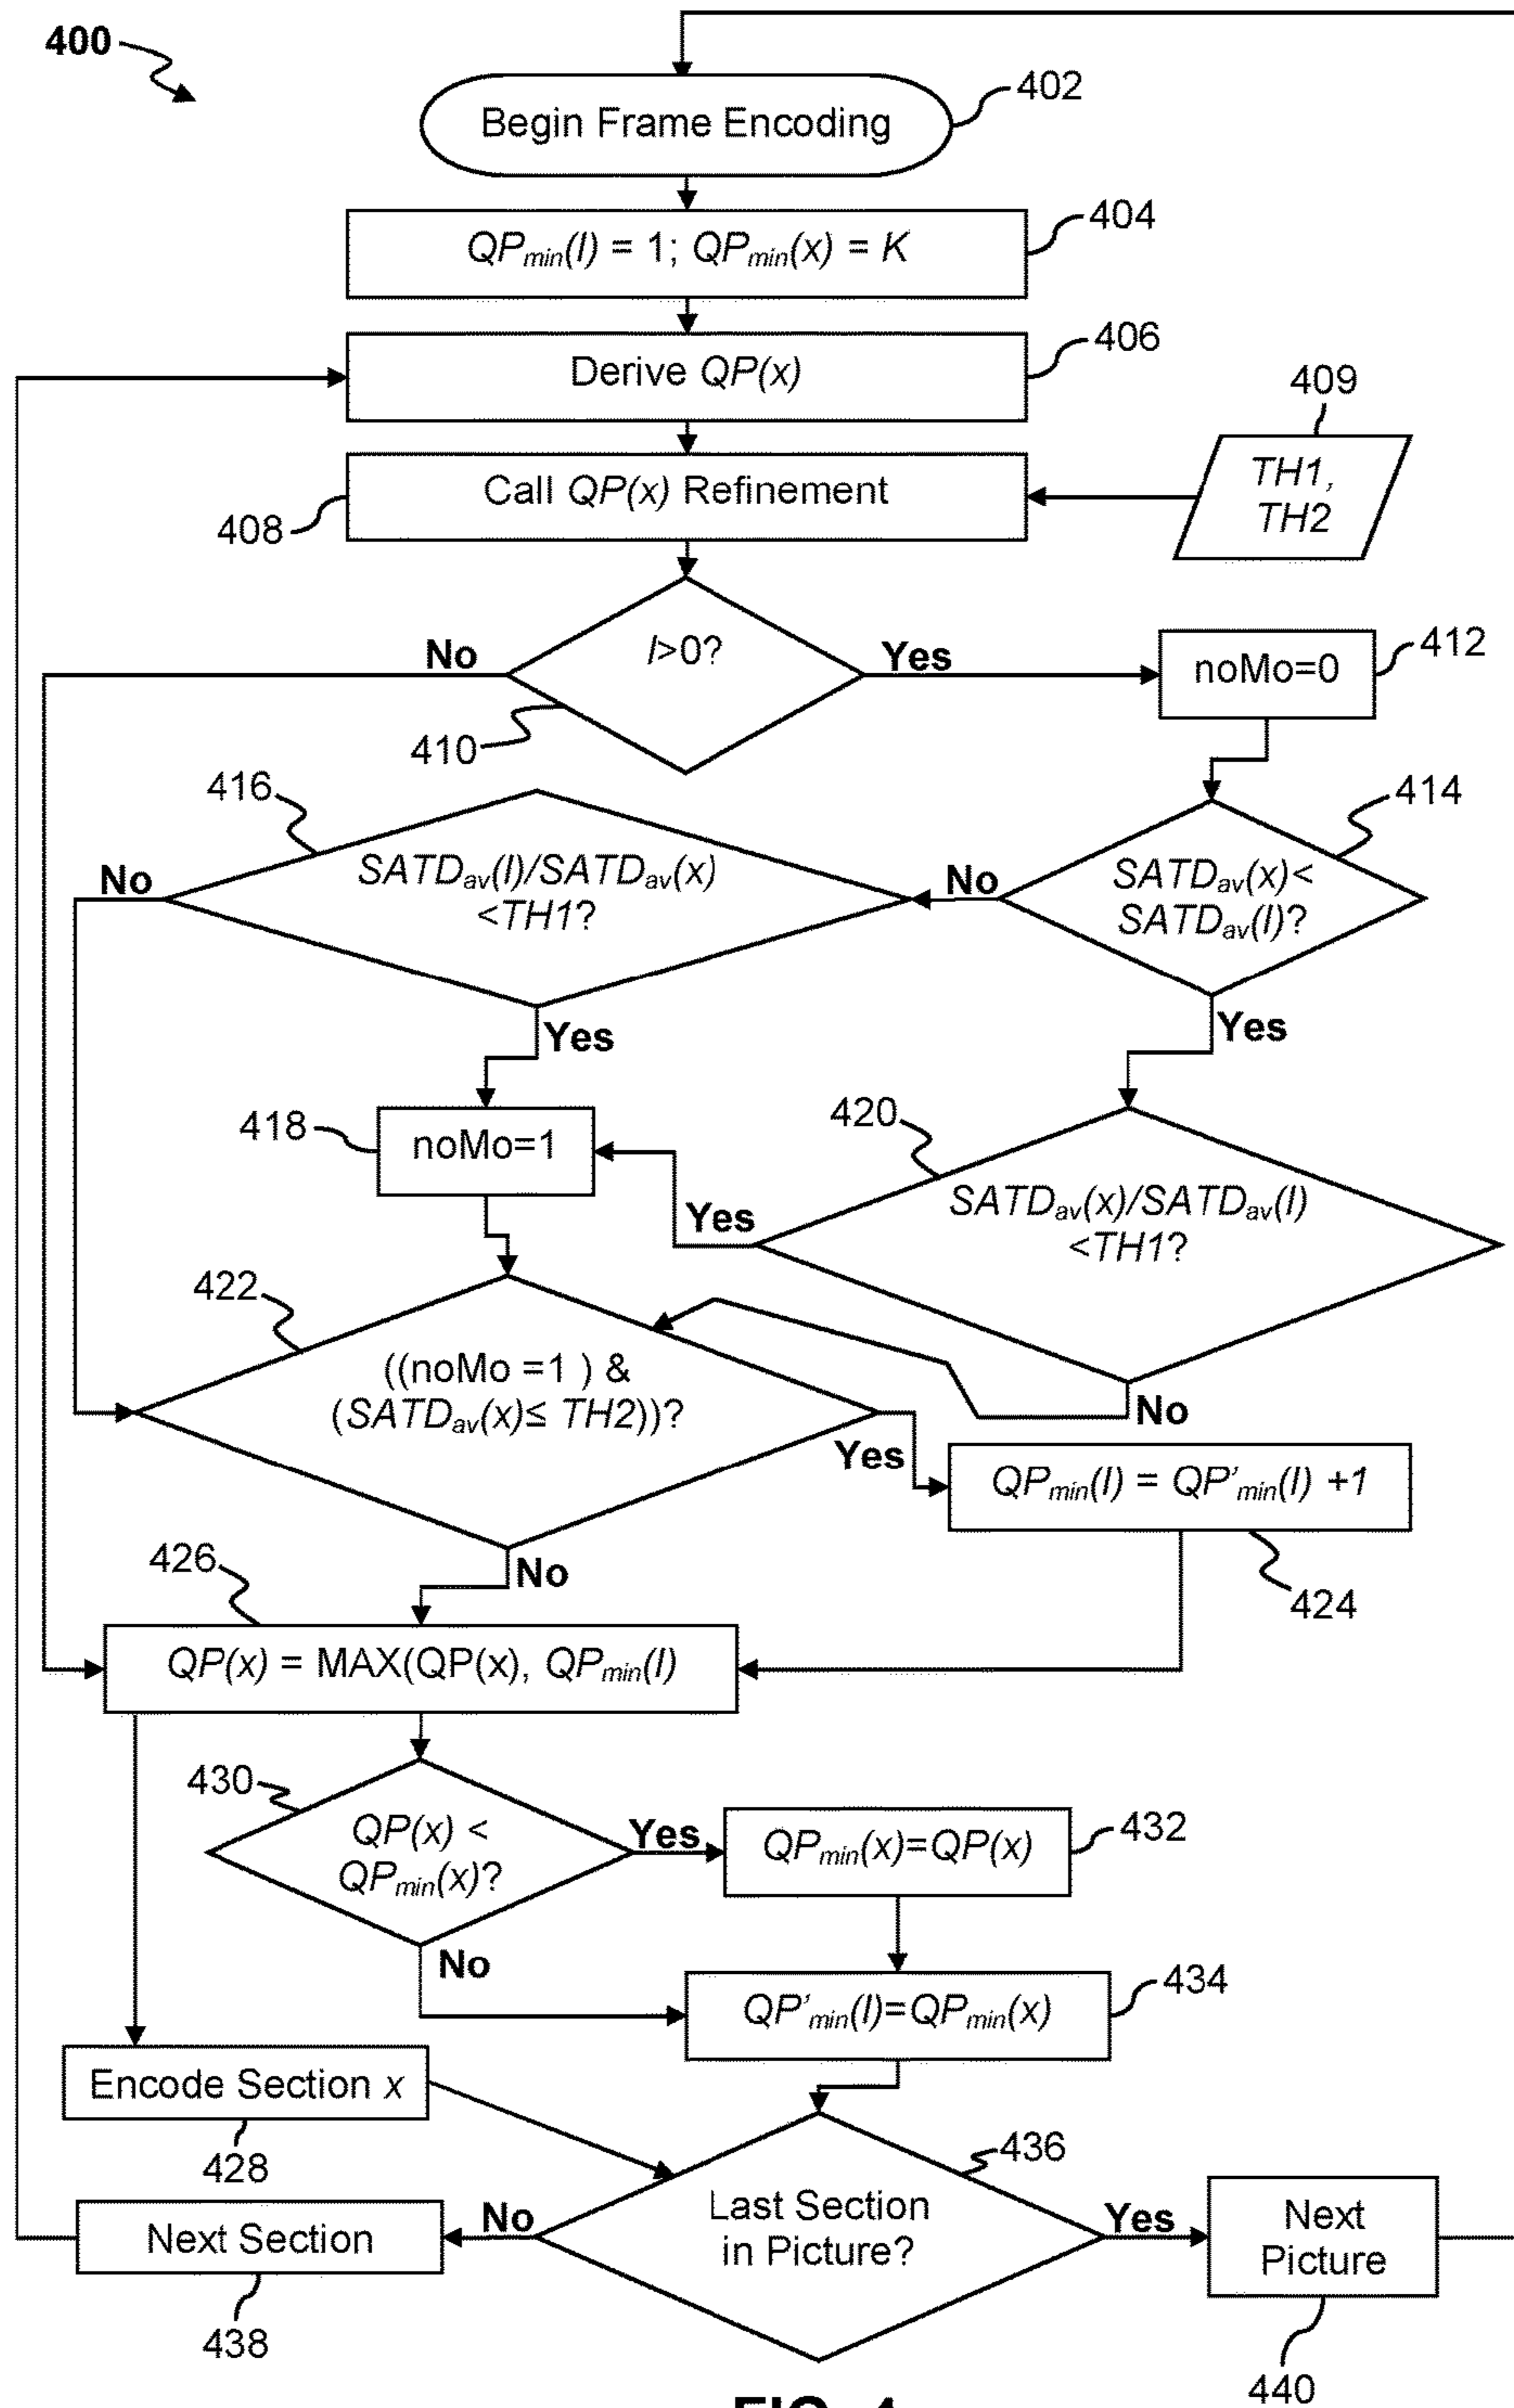 400
402
Begin Frame Encoding
404
QPmin(I) = 1; QPmin(x) = K
406
Derive QP(x)
409
TH1,
TH2
Call QP(x) Refinement
408
No
I>0?
Yes
noMo=0
412
410
416
414
No
SATDav(I)/SATDav(x)
<TH1?
No
SATDav(x)<
SATDav(I)?
Yes
Yes
418
noMo=1
420
SATDav(x)/SATDav(I)
<TH1?
Yes
422
((noMo =1 ) &
(SATDav(x)≤ TH2))?
No
Yes
QPmin(I) = QP'min(I) +1
424
426
No
QP(x) = MAX(QP(x), QPmin(I)
430
QP(x) <
QPmin(x)?
Yes
QPmin(x)=QP(x)
432
No
QP'min(I)=QPmin(x)
434
Encode Section x
428
436
Last Section
in Picture?
No
Next Section
438
Yes
Next
Picture
440